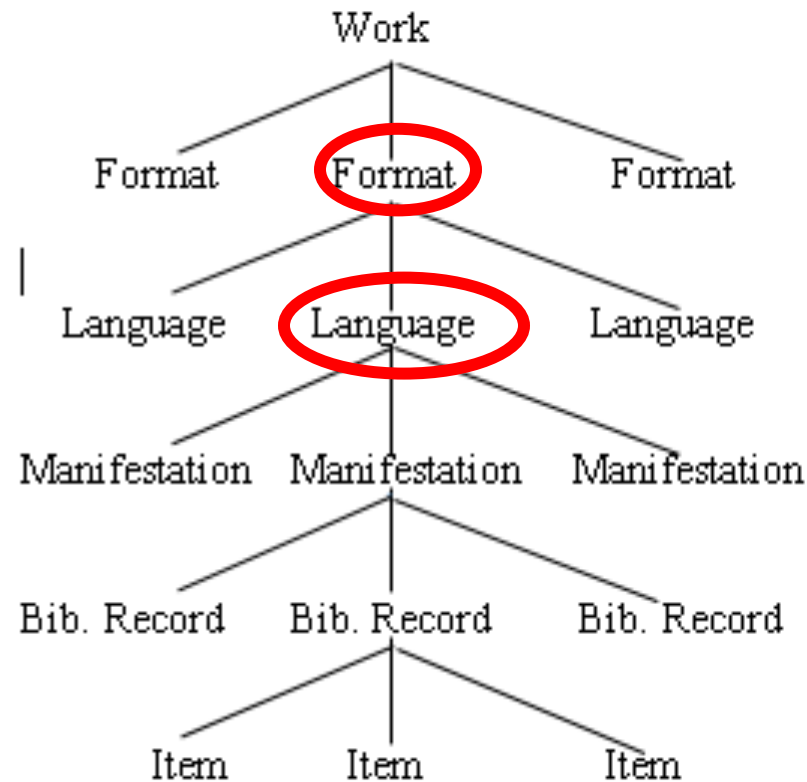 Work
Format Format Format
Language Language Language
Manifestation Manifestation Manifestation
Bib. Record Bib. Record Bib. Record
Item Item Item